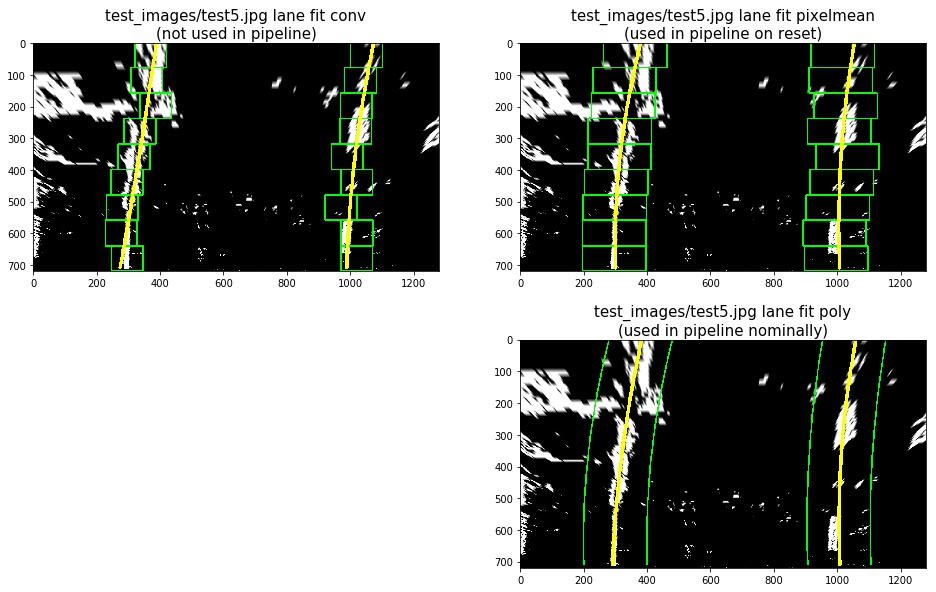 test_images/test5.jpg lane fit conv
(not used in pipeline)
0
100
200
300
400
500
600
700
0 200 400 600 800 1000 1200
test_images/test5.jpg lane fit pixelmean
(used in pipeline on reset)
0
100
200
300
400
500
600
700
0 200 400 600 800 1000 1200
test_images/test5.jpg lane fit poly
(used in pipeline nominally)
0
100
200
300
400
500
600
700
0 200 400 600 800 1000 1200